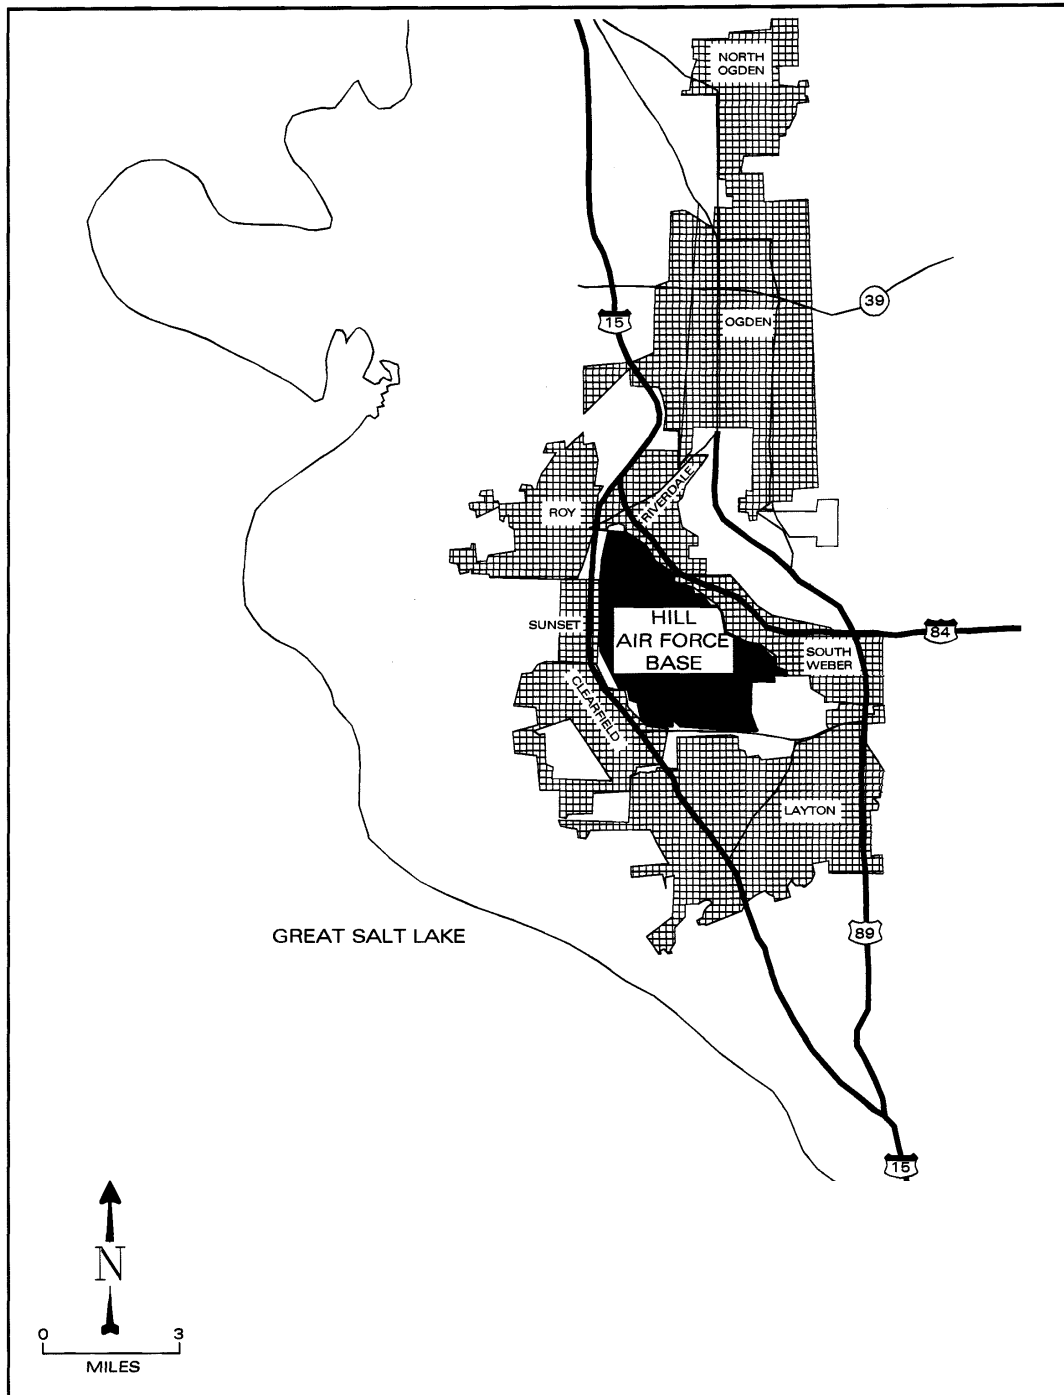 NORTH
OGDEN
39
15
OGDEN
RIVERDALE
ROY
HILL
AIR FORCE
BASE
SUNSET
84
SOUTH
WEBER
CLEARFIELD
LAYTON
89
GREAT SALT LAKE
15
N
0 3
MILES